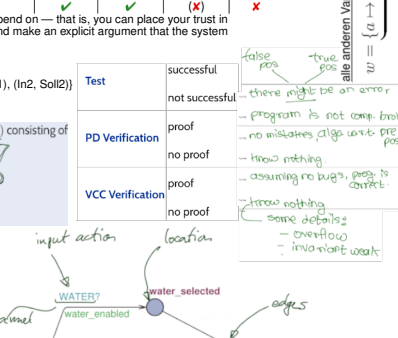 ✓ ✓ (✗) ✗
pend on — that is, you can place your trust in
nd make an explicit argument that the system
alle anderen Va
w = {a ↦
false pos
true pos
1), (In2, Soll2)}
Test
successful
not successful
PD Verification
proof
no proof
VCC Verification
proof
no proof
– there might be an error
– program is not comp. bro
– no mistakes, algo cort. pre
pos
– know nothing.
– assuming no bugs, prog. is
correct.
– know nothing
some details:
– overflow
– invariant weak
) consisting of
input action
location
WATER?
water_enabled
water_selected
edges